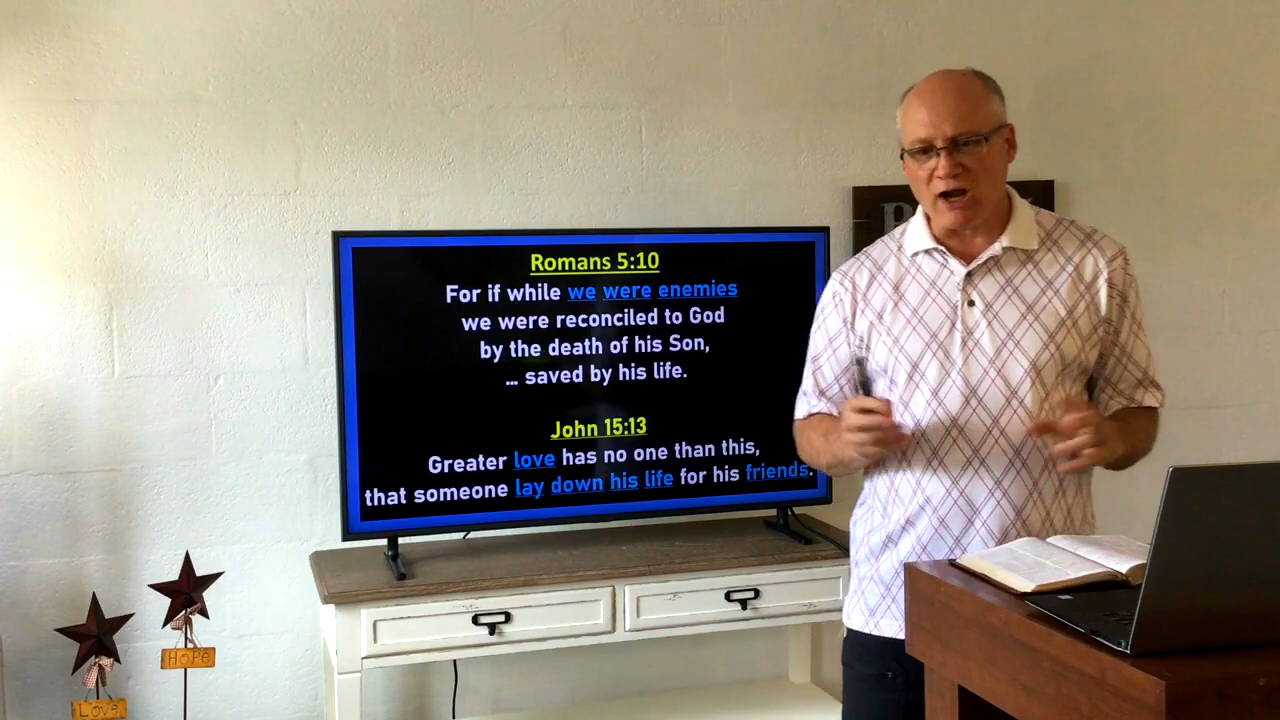 Romans 5:10
For if while we were enemies
we were reconciled to God
by the death of his Son,
... saved by his life.
John 15:13
Greater love has no one than this,
that someone lay down his life for his friends.
HoPe
Love